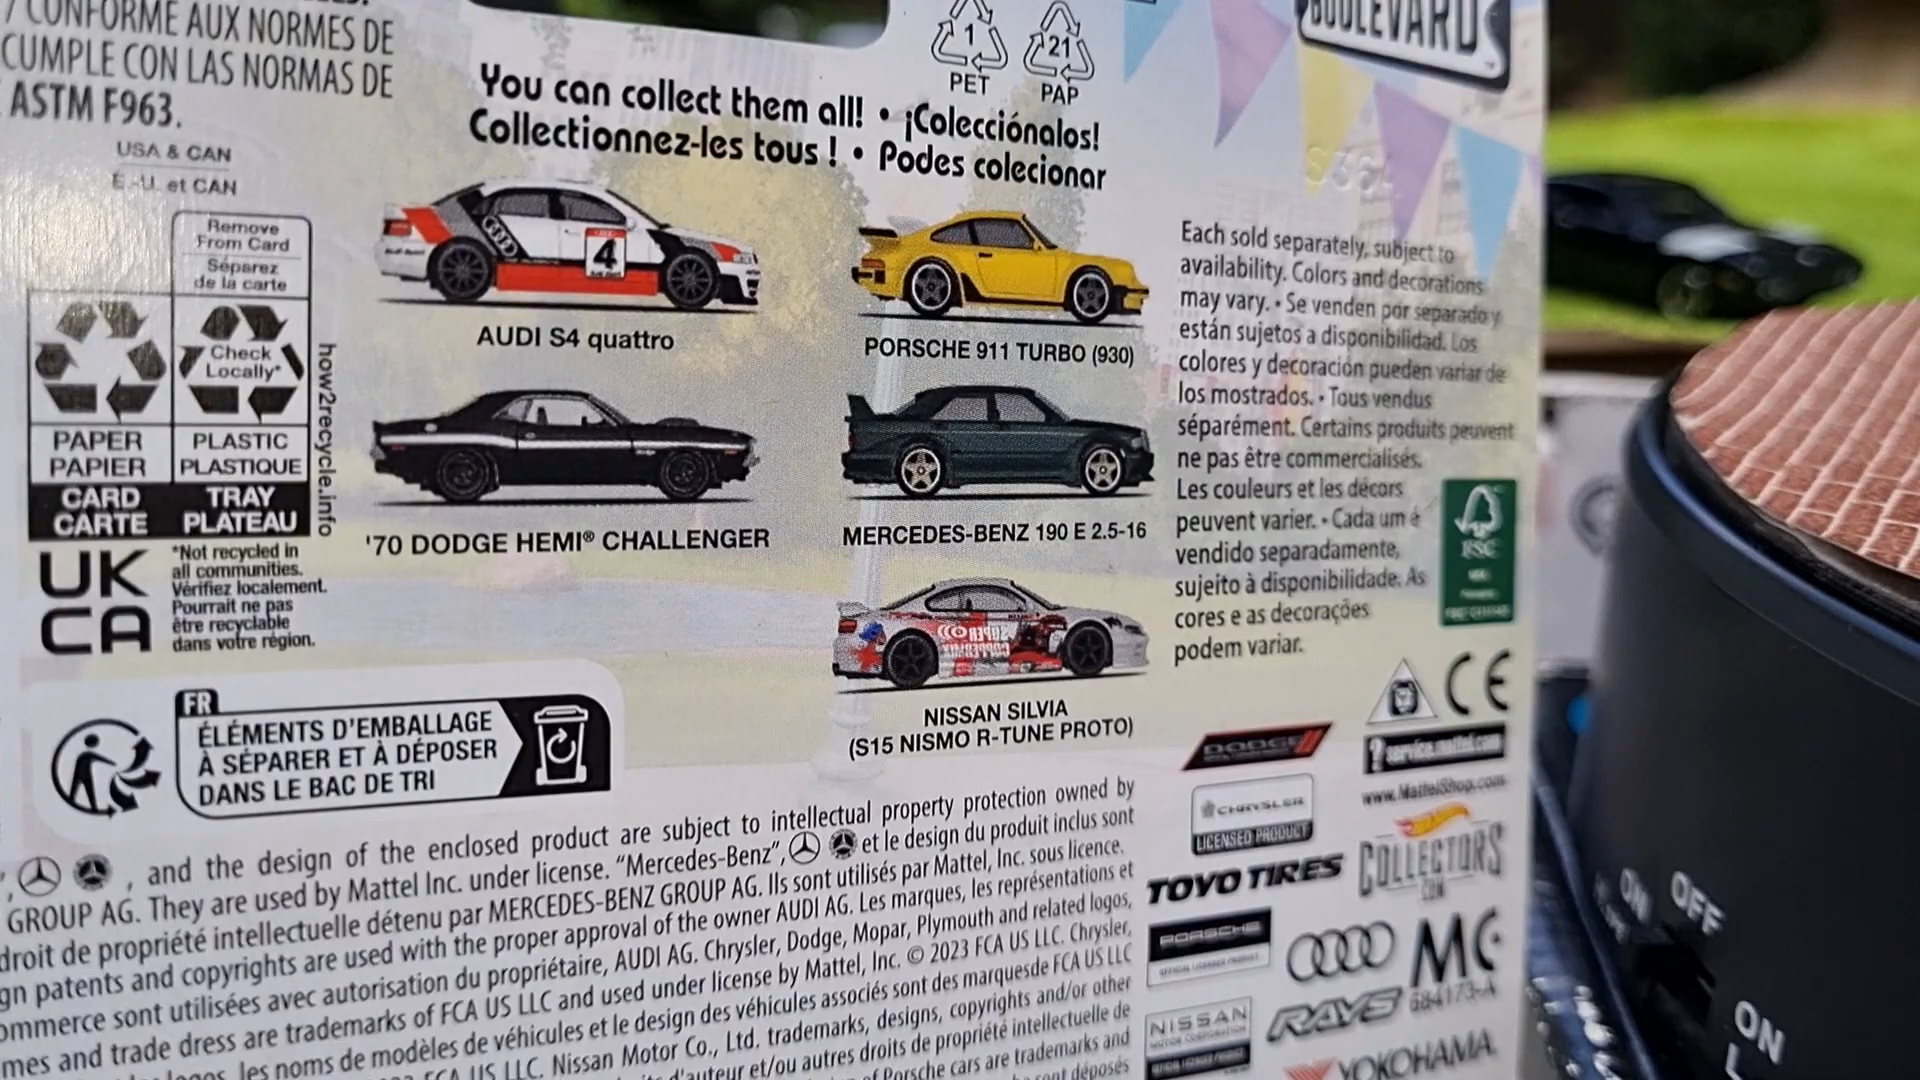 CONFORME AUX NORMES DE
CUMPLE CON LAS NORMAS DE
ASTM F963.
USA & CAN
É.-U. et CAN
Remove
From Card
Séparez
de la carte
Check
Locally*
PAPER
PAPIER
PLASTIC
PLASTIQUE
CARD
CARTE
TRAY
PLATEAU
how2recycle.info
UK
CA
*Not recycled in
all communities.
Vérifiez localement.
Pourrait ne pas
être recyclable
dans votre région.
FR
ÉLÉMENTS D'EMBALLAGE
À SÉPARER ET À DÉPOSER
DANS LE BAC DE TRI
1
PET
21
PAP
BOULEVARD
You can collect them all! • ¡Colecciónalos!
Collectionnez-les tous ! • Podes colecionar
4
AUDI S4 quattro
PORSCHE 911 TURBO (930)
'70 DODGE HEMI® CHALLENGER
MERCEDES-BENZ 190 E 2.5-16
NISSAN SILVIA
(S15 NISMO R-TUNE PROTO)
Each sold separately, subject to
availability. Colors and decorations
may vary. • Se venden por separado y
están sujetos a disponibilidad. Los
colores y decoración pueden variar de
los mostrados. • Tous vendus
séparément. Certains produits peuvent
ne pas être commercialisés.
Les couleurs et les décors
peuvent varier. • Cada um é
vendido separadamente,
sujeito à disponibilidade. As
cores e as decorações
podem variar.
FSC
CE
DODGE
service.mattel.com
www.MattelShop.com
CHRYSLER
LICENSED PRODUCT
TOYO TIRES
COLLECTORS
.COM
PORSCHE
NISSAN
RAYS
684173-A
YOKOHAMA
, and the design of the enclosed product are subject to intellectual property protection owned by
GROUP AG. They are used by Mattel Inc. under license. "Mercedes-Benz", et le design du produit inclus sont
droit de propriété intellectuelle détenu par MERCEDES-BENZ GROUP AG. Ils sont utilisés par Mattel, Inc. sous licence.
patents and copyrights are used with the proper approval of the owner AUDI AG. Les marques, les représentations et
sont utilisées avec autorisation du propriétaire, AUDI AG. Chrysler, Dodge, Mopar, Plymouth and related logos,
and trade dress are trademarks of FCA US LLC and used under license by Mattel, Inc. © 2023 FCA US LLC. Chrysler,
les noms de modèles de véhicules et le design des véhicules associés sont des marquesde FCA US LLC
FCA US LLC. Nissan Motor Co., Ltd. trademarks, designs, copyrights and/or other
d'auteur et/ou autres droits de propriété intellectuelle de
of Porsche cars are trademarks and
sont déposés
ON
OFF
ON